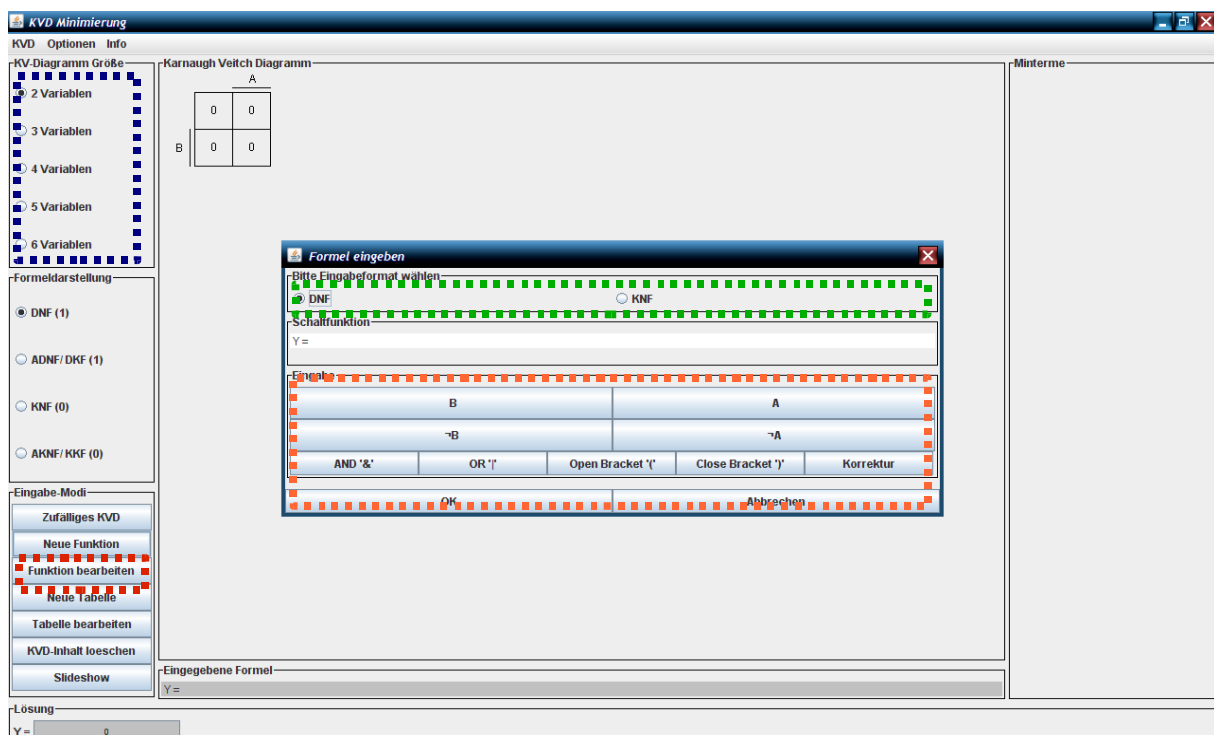 KVD Minimierung
KVD Optionen Info
KV-Diagramm Größe
2 Variablen
3 Variablen
4 Variablen
5 Variablen
6 Variablen
Formeldarstellung
DNF (1)
ADNF/ DKF (1)
KNF (0)
AKNF/ KKF (0)
Eingabe-Modi
Zufälliges KVD
Neue Funktion
Funktion bearbeiten
Neue Tabelle
Tabelle bearbeiten
KVD-Inhalt loeschen
Slideshow
Karnaugh Veitch Diagramm
A
0 0
B 0 0
Formel eingeben
Bitte Eingabeformat wählen
DNF KNF
Schaltfunktion
Y =
Eingabe
B A
¬B ¬A
AND '&' OR '|' Open Bracket '(' Close Bracket ')' Korrektur
OK Abbrechen
Eingegebene Formel
Y =
Minterme
Lösung
Y = 0